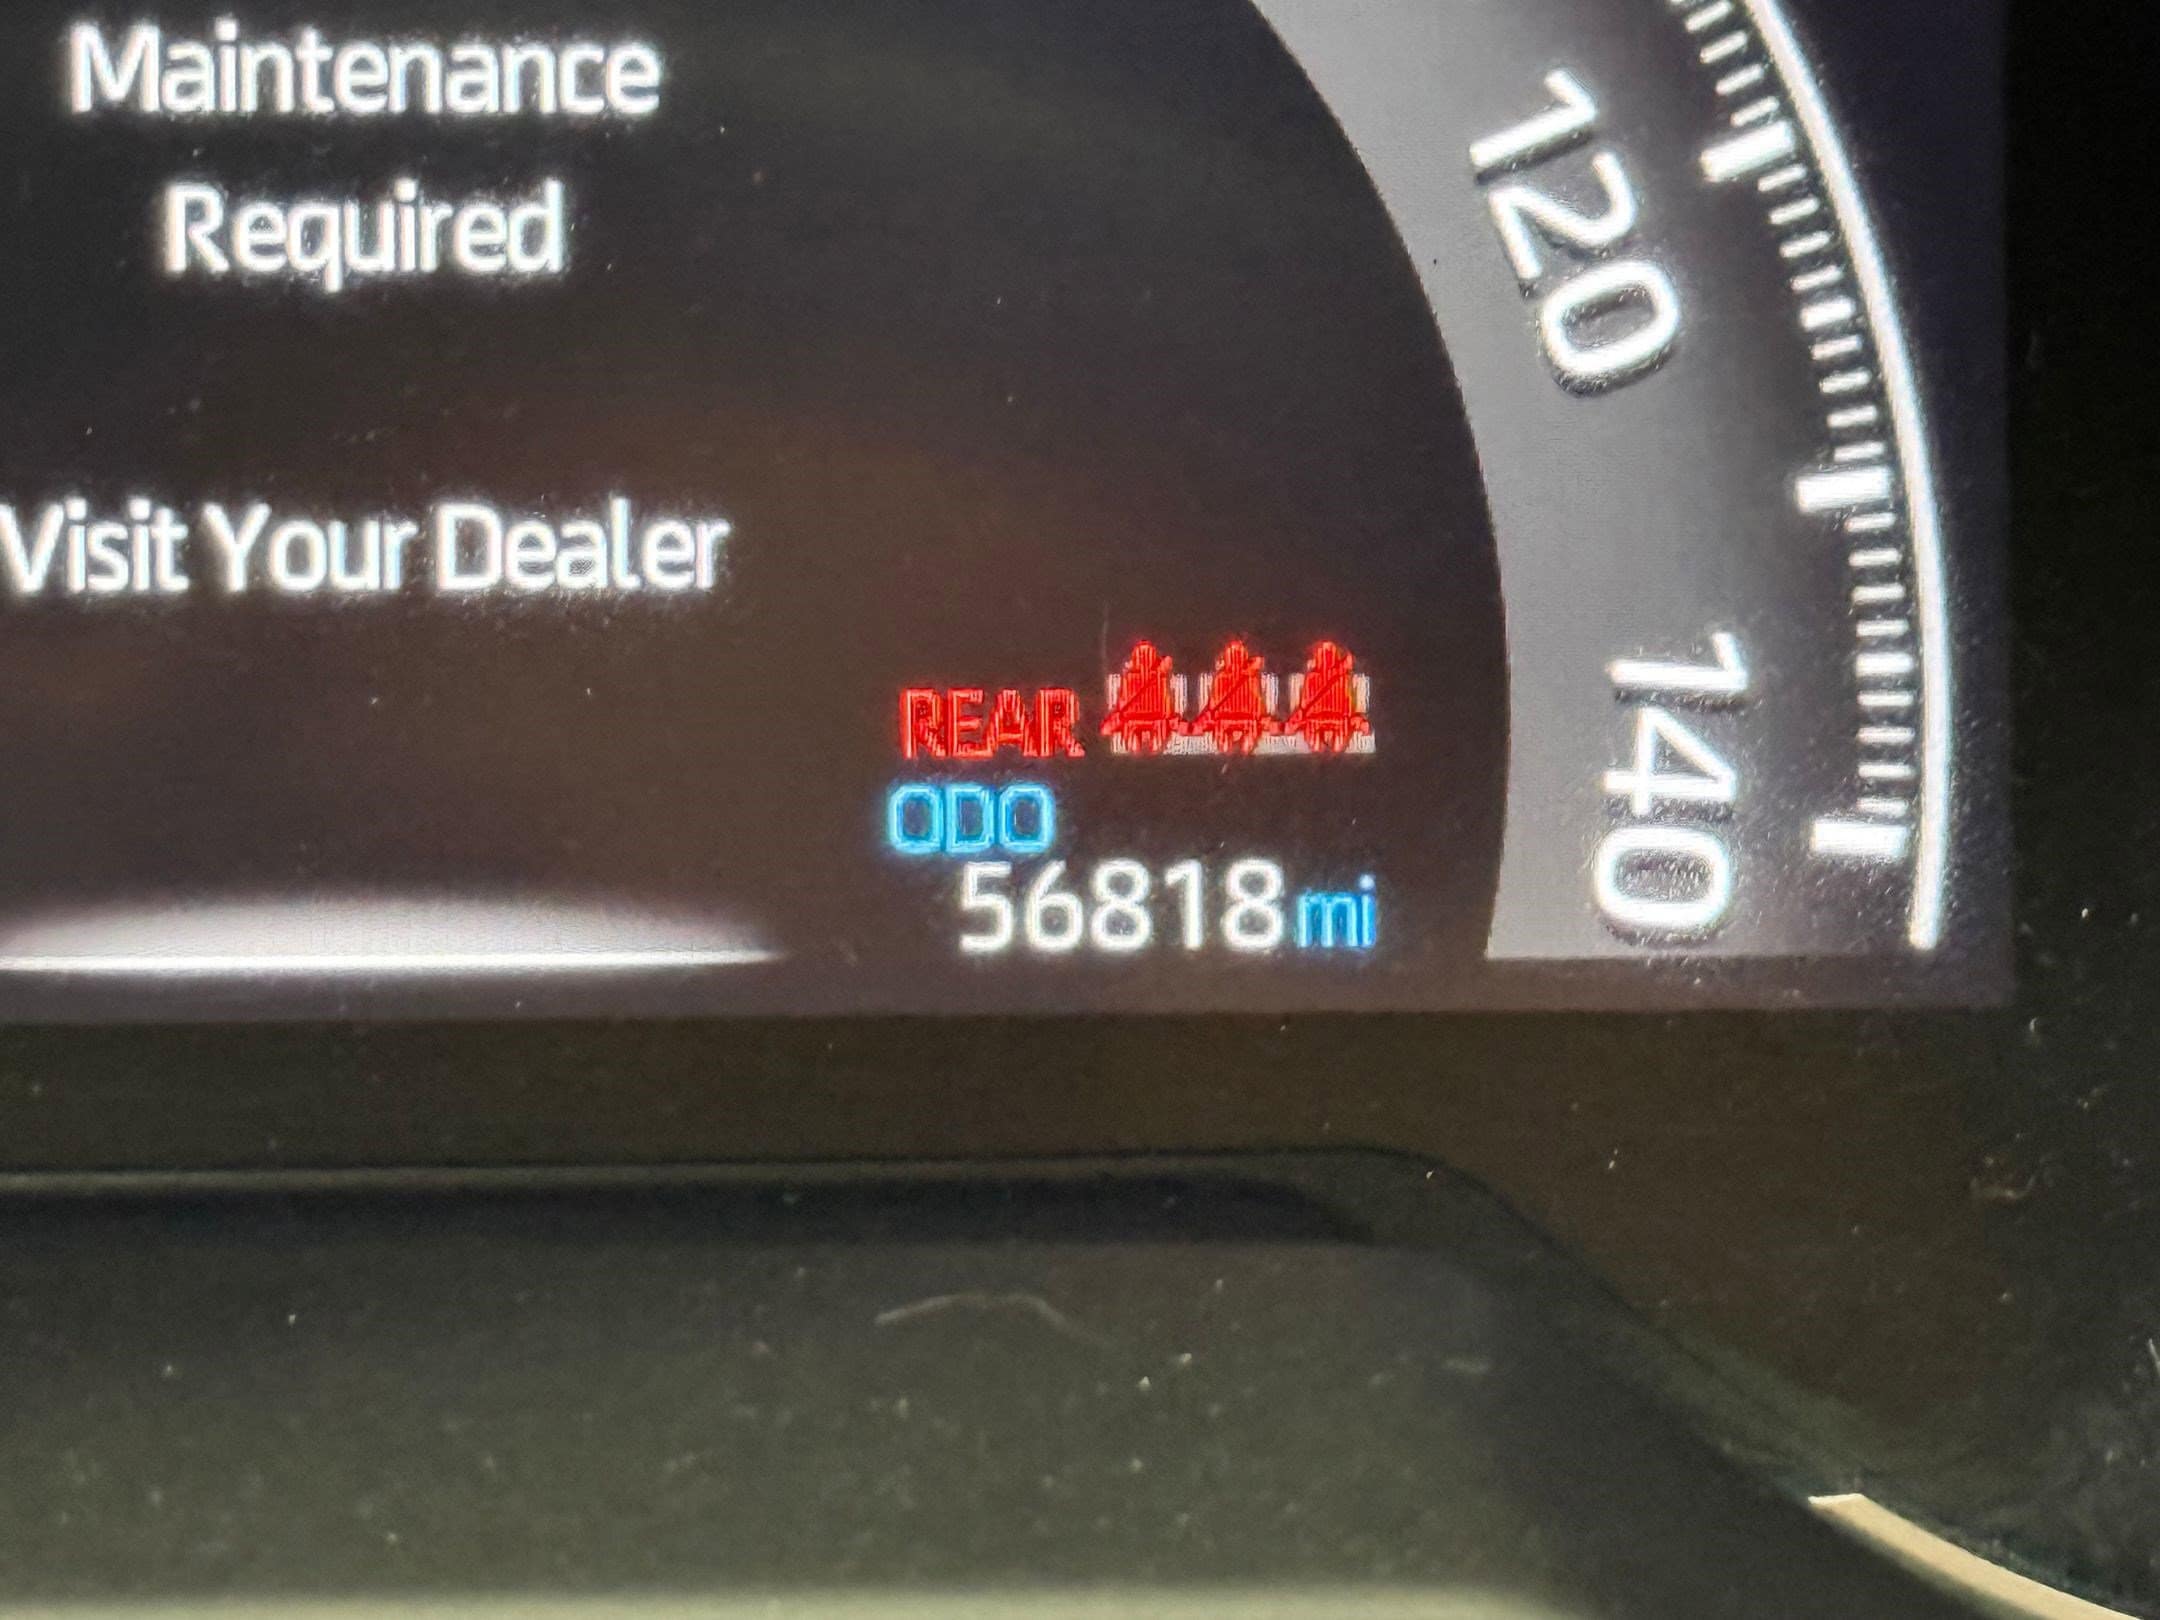 Maintenance
Required
Visit Your Dealer
120
140
REAR
ODO
56818 mi